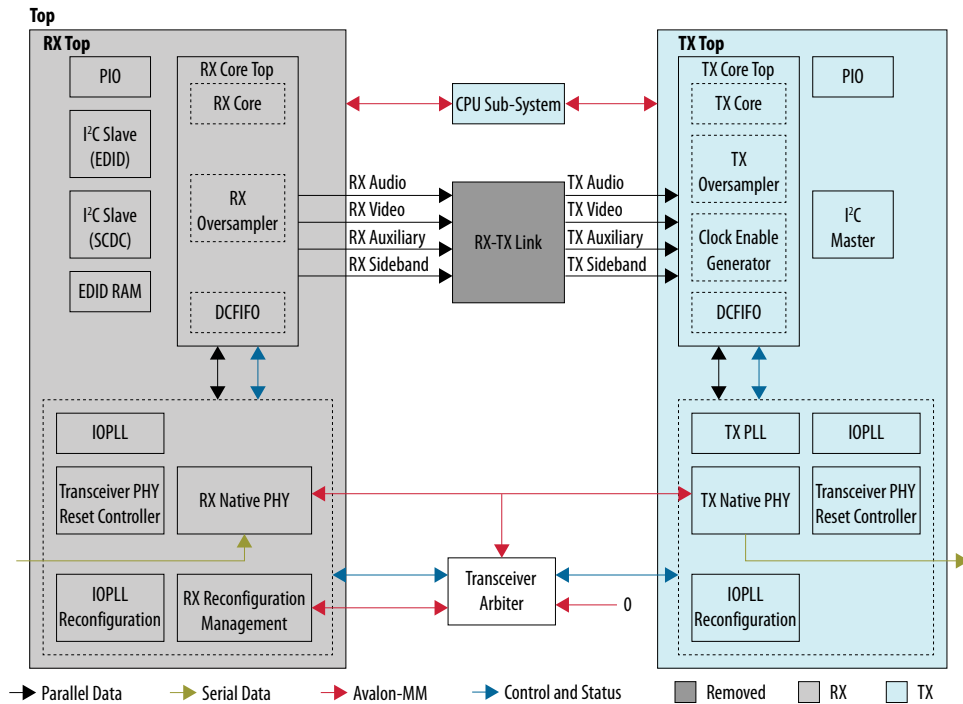 Top
RX Top
PIO
I²C Slave
(EDID)
I²C Slave
(SCDC)
EDID RAM
RX Core Top
RX Core
RX
Oversampler
DCFIFO
IOPLL
Transceiver PHY
Reset Controller
RX Native PHY
IOPLL
Reconfiguration
RX Reconfiguration
Management
CPU Sub-System
RX Audio
RX Video
RX Auxiliary
RX Sideband
RX-TX Link
TX Audio
TX Video
TX Auxiliary
TX Sideband
Transceiver
Arbiter
0
TX Top
TX Core Top
TX Core
TX
Oversampler
Clock Enable
Generator
DCFIFO
PIO
I²C
Master
TX PLL
IOPLL
TX Native PHY
Transceiver PHY
Reset Controller
IOPLL
Reconfiguration
Parallel Data
Serial Data
Avalon-MM
Control and Status
Removed
RX
TX